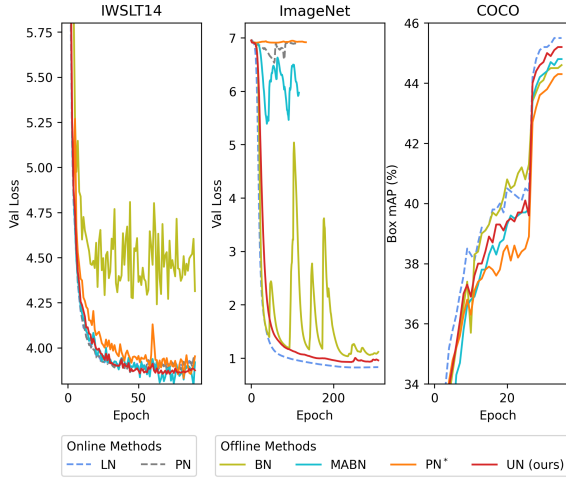 IWSLT14
ImageNet
COCO
5.75
5.50
5.25
5.00
4.75
4.50
4.25
4.00
Val Loss
0
50
Epoch
7
6
5
4
3
2
1
Val Loss
0
200
Epoch
46
44
42
40
38
36
34
Box mAP (%)
0
20
Epoch
Online Methods
LN
PN
Offline Methods
BN
MABN
PN*
UN (ours)